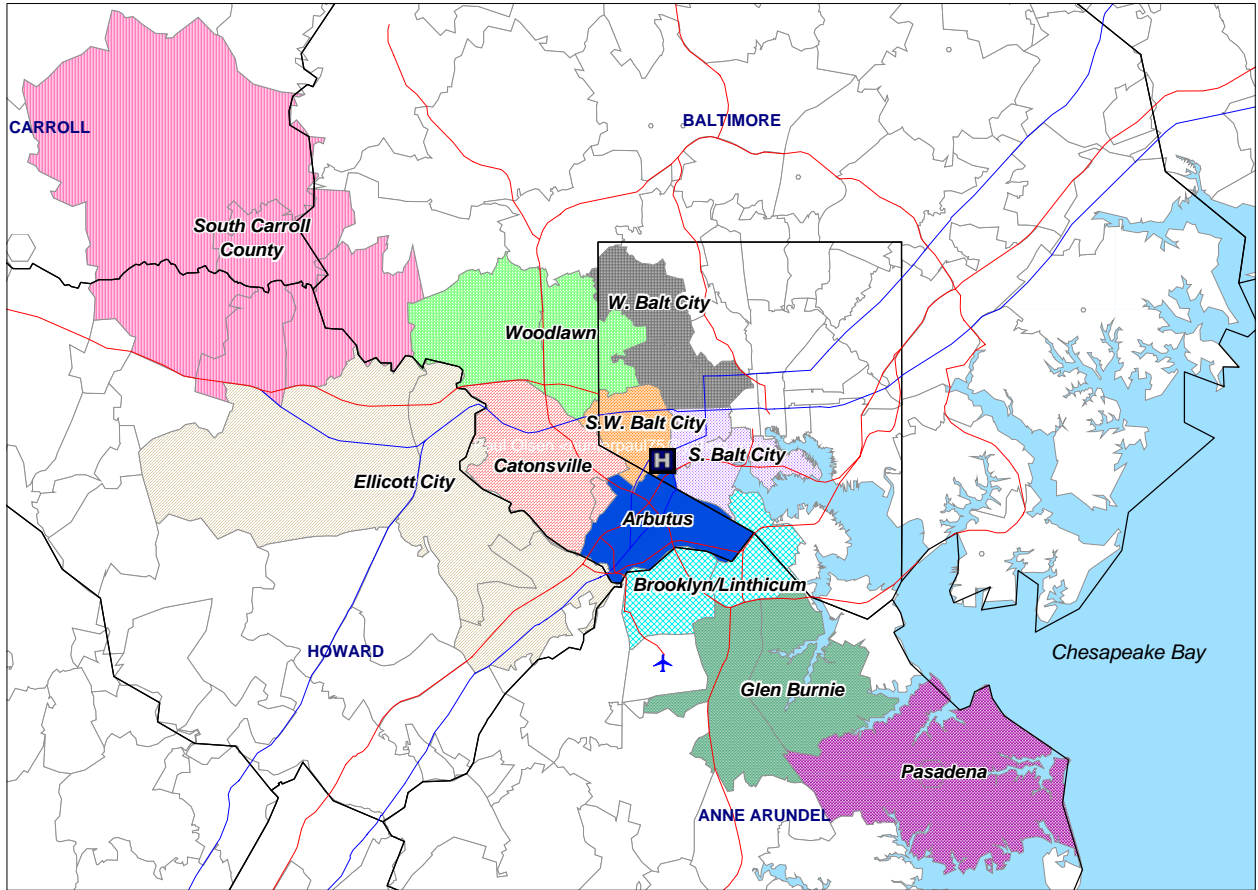 CARROLL
BALTIMORE
South Carroll
County
W. Balt City
Woodlawn
S.W. Balt City
H
S. Balt City
Catonsville
Ellicott City
Arbutus
Brooklyn/Linthicum
HOWARD
Chesapeake Bay
Glen Burnie
Pasadena
ANNE ARUNDEL